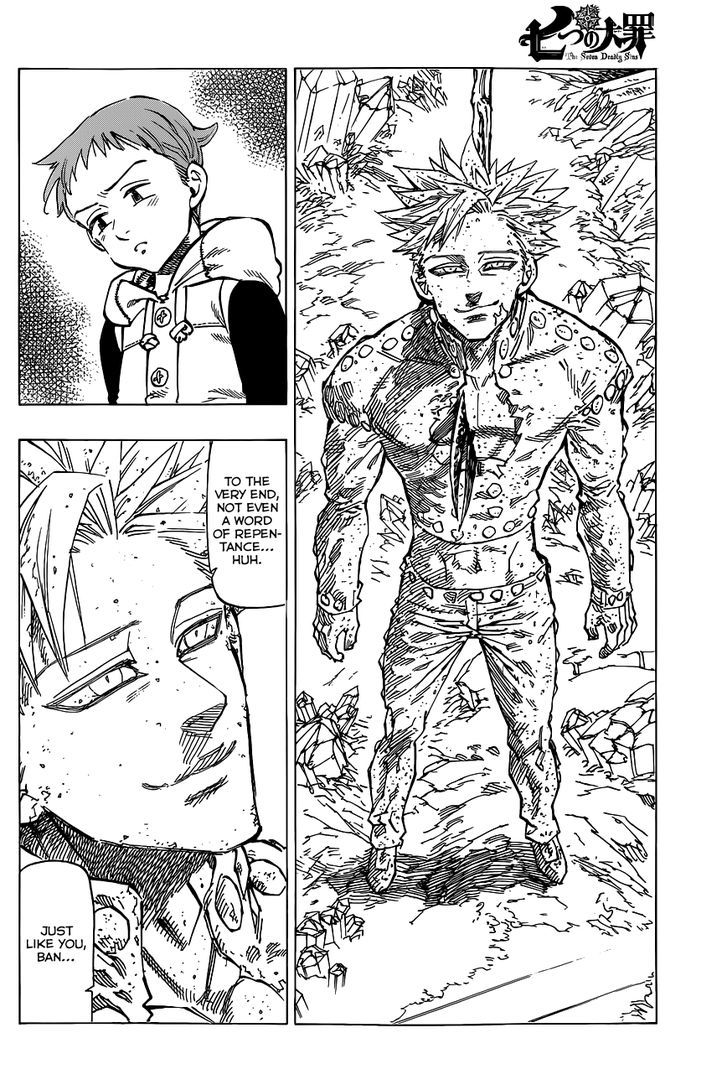 七つの大罪
The Seven Deadly Sins
TO THE
VERY END,
NOT EVEN
A WORD
OF REPEN-
TANCE...
HUH.
JUST
LIKE YOU,
BAN...